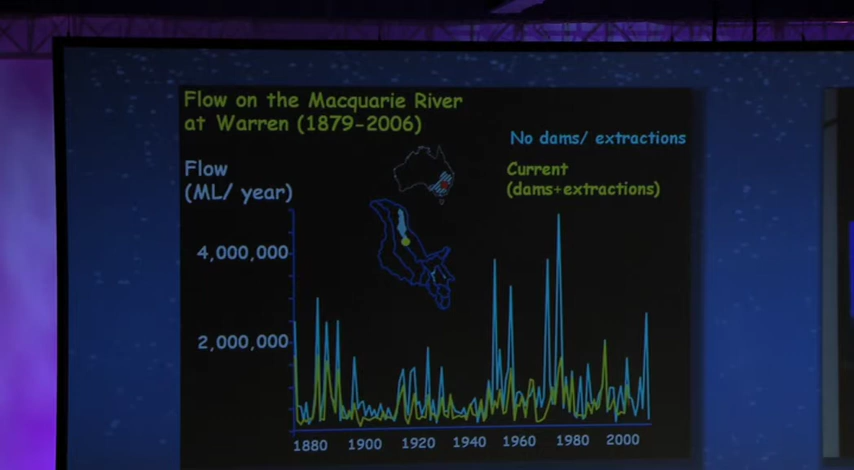 Flow on the Macquarie River
at Warren (1879-2006)
No dams/ extractions
Current
(dams+extractions)
Flow
(ML/ year)
4,000,000
2,000,000
1880 1900 1920 1940 1960 1980 2000